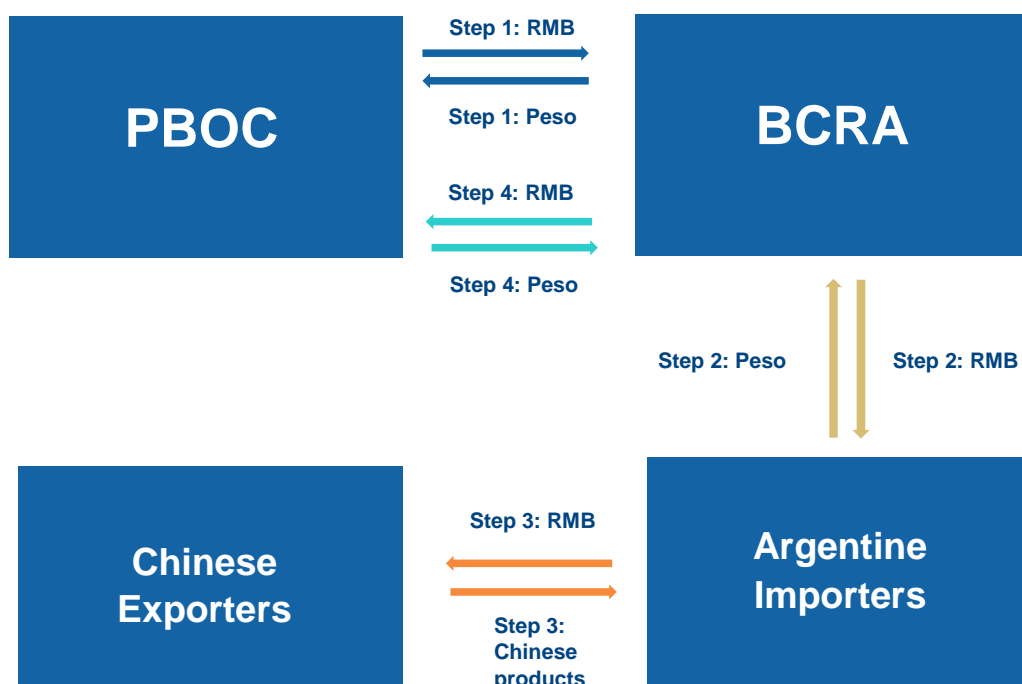 Step 1: RMB
PBOC
BCRA
Step 1: Peso
Step 4: RMB
Step 4: Peso
Step 2: Peso
Step 2: RMB
Step 3: RMB
Chinese
Exporters
Argentine
Importers
Step 3:
Chinese
products